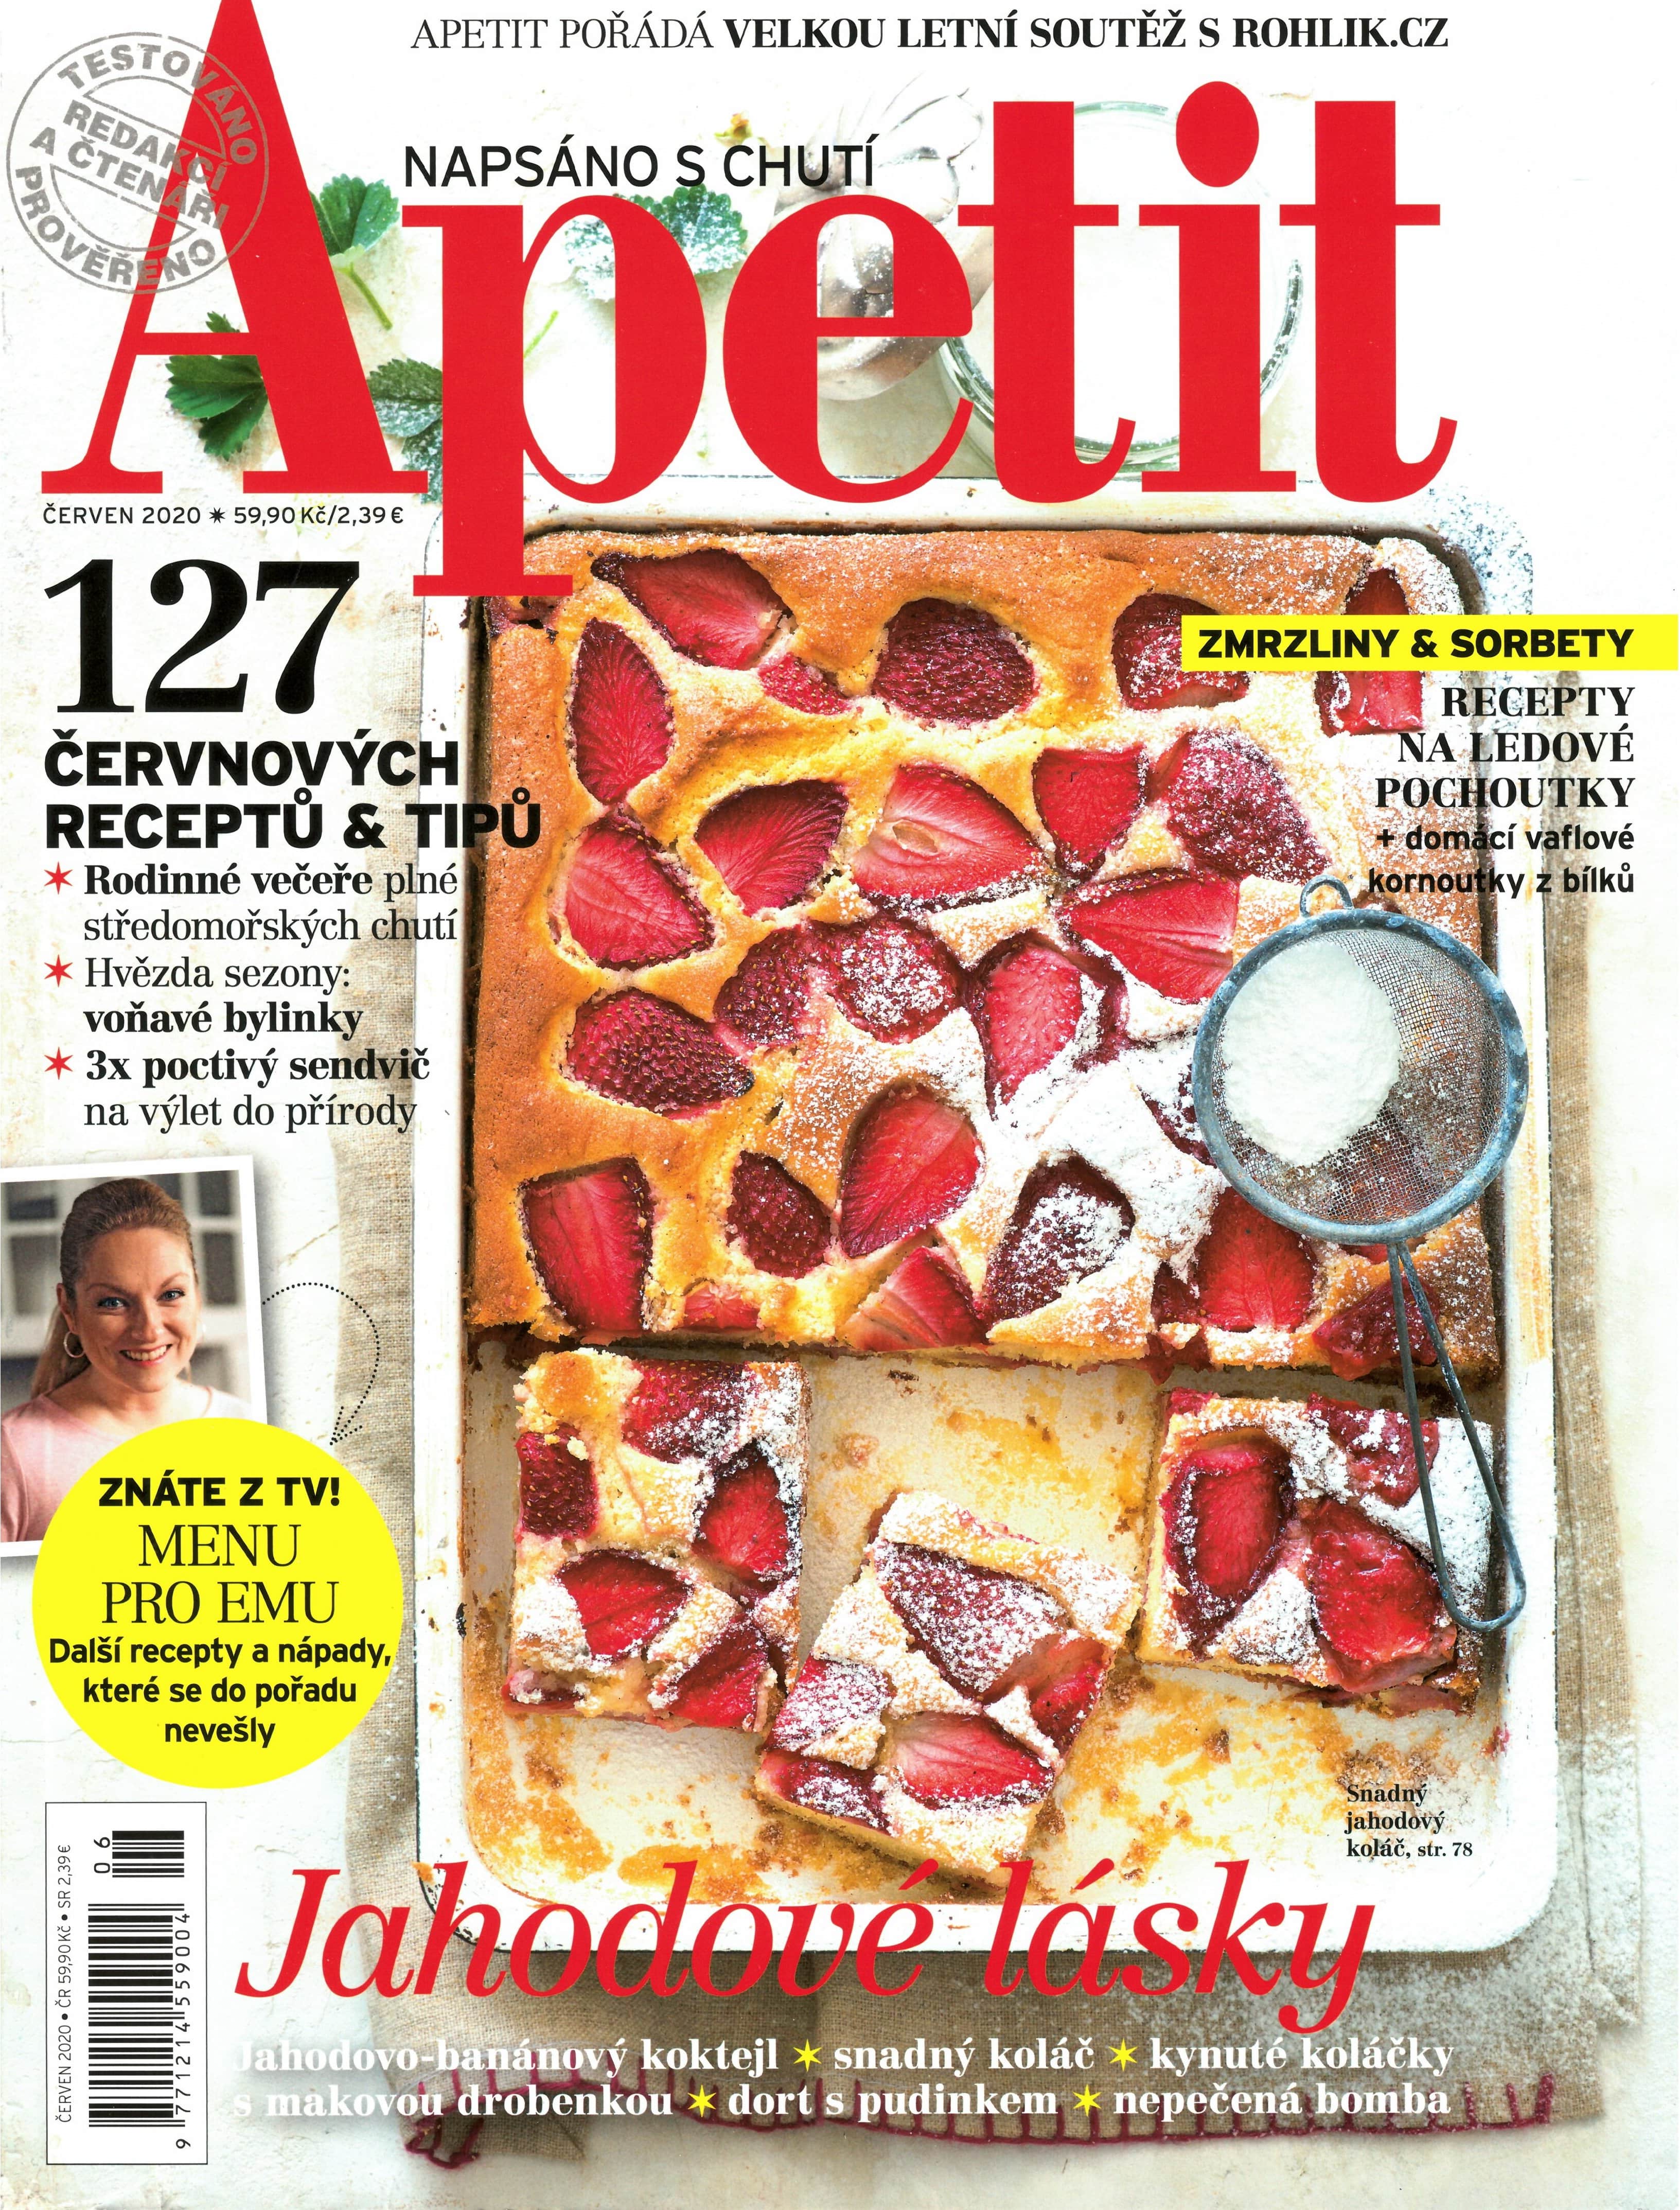 APETIT POŘÁDÁ VELKOU LETNÍ SOUTĚŽ S ROHLIK.CZ
TESTOVÁNO
REDAKCÍ
A ČTENÁŘI
PROVĚŘENO
NAPSÁNO S CHUTÍ
Apetit
ČERVEN 2020 ✶ 59,90 Kč/2,39 €
127
ČERVNOVÝCH
RECEPTŮ & TIPŮ
✶ Rodinné večeře plné
středomořských chutí
✶ Hvězda sezony:
voňavé bylinky
✶ 3x poctivý sendvič
na výlet do přírody
ZMRZLINY & SORBETY
RECEPTY
NA LEDOVÉ
POCHOUTKY
+ domácí vaflové
kornoutky z bílků
ZNÁTE Z TV!
MENU
PRO EMU
Další recepty a nápady,
které se do pořadu
nevešly
Snadný
jahodový
koláč, str. 78
Jahodové lásky
Jahodovo-banánový koktejl ✶ snadný koláč ✶ kynuté koláčky
s makovou drobenkou ✶ dort s pudinkem ✶ nepečená bomba
ČERVEN 2020 • ČR 59,90 KČ • SR 2,39 €
9 771214 559004
06